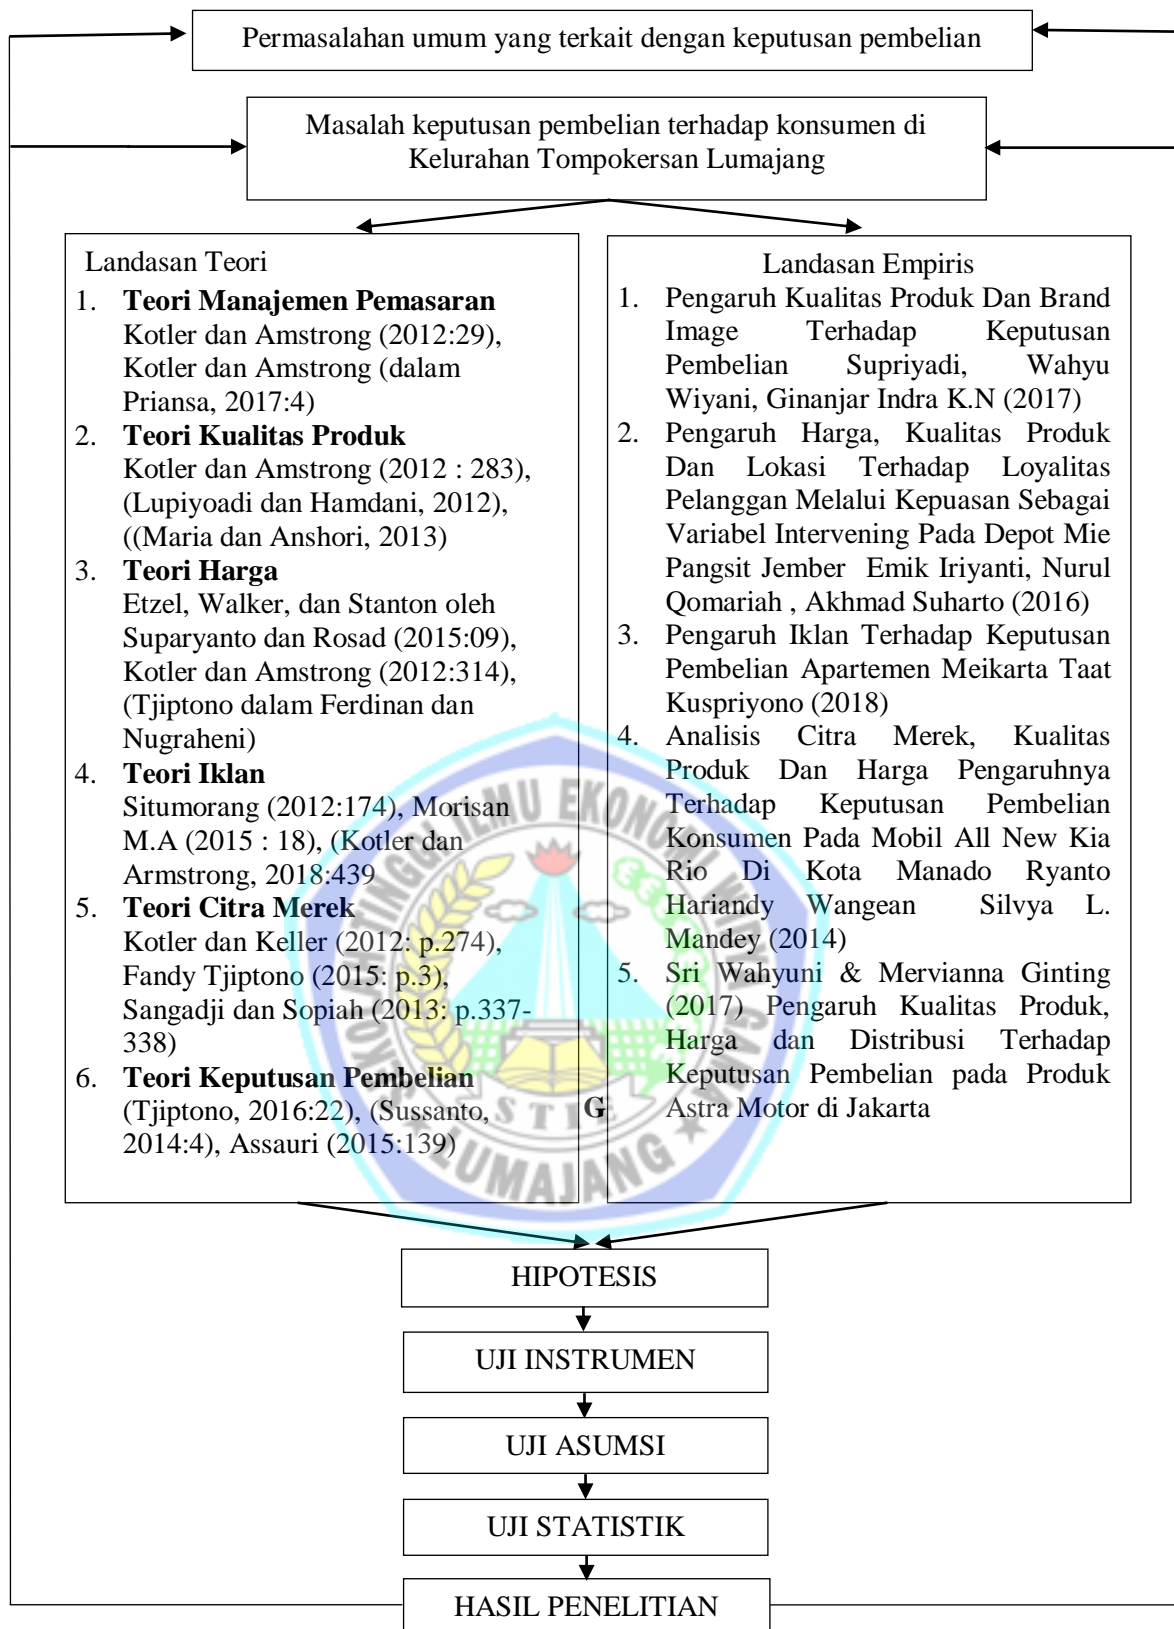 Permasalahan umum yang terkait dengan keputusan pembelian
Masalah keputusan pembelian terhadap konsumen di
Kelurahan Tompokersan Lumajang
Landasan Teori
1. Teori Manajemen Pemasaran
Kotler dan Amstrong (2012:29),
Kotler dan Amstrong (dalam
Priansa, 2017:4)
2. Teori Kualitas Produk
Kotler dan Amstrong (2012 : 283),
(Lupiyoadi dan Hamdani, 2012),
((Maria dan Anshori, 2013)
3. Teori Harga
Etzel, Walker, dan Stanton oleh
Suparyanto dan Rosad (2015:09),
Kotler dan Amstrong (2012:314),
(Tjiptono dalam Ferdinan dan
Nugraheni)
4. Teori Iklan
Situmorang (2012:174), Morisan
M.A (2015 : 18), (Kotler dan
Armstrong, 2018:439
5. Teori Citra Merek
Kotler dan Keller (2012: p.274),
Fandy Tjiptono (2015: p.3),
Sangadji dan Sopiah (2013: p.337-
338)
6. Teori Keputusan Pembelian
(Tjiptono, 2016:22), (Sussanto,
2014:4), Assauri (2015:139)
Landasan Empiris
1. Pengaruh Kualitas Produk Dan Brand
Image Terhadap Keputusan
Pembelian Supriyadi, Wahyu
Wiyani, Ginanjar Indra K.N (2017)
2. Pengaruh Harga, Kualitas Produk
Dan Lokasi Terhadap Loyalitas
Pelanggan Melalui Kepuasan Sebagai
Variabel Intervening Pada Depot Mie
Pangsit Jember Emik Iriyanti, Nurul
Qomariah , Akhmad Suharto (2016)
3. Pengaruh Iklan Terhadap Keputusan
Pembelian Apartemen Meikarta Taat
Kuspriyono (2018)
4. Analisis Citra Merek, Kualitas
Produk Dan Harga Pengaruhnya
Terhadap Keputusan Pembelian
Konsumen Pada Mobil All New Kia
Rio Di Kota Manado Ryanto
Hariandy Wangean Silvya L.
Mandey (2014)
5. Sri Wahyuni & Mervianna Ginting
(2017) Pengaruh Kualitas Produk,
Harga dan Distribusi Terhadap
Keputusan Pembelian pada Produk
Astra Motor di Jakarta
G
SEKOLAH TINGGI ILMU EKONOMI WIDYA GAMA
STIE
LUMAJANG
HIPOTESIS
UJI INSTRUMEN
UJI ASUMSI
UJI STATISTIK
HASIL PENELITIAN